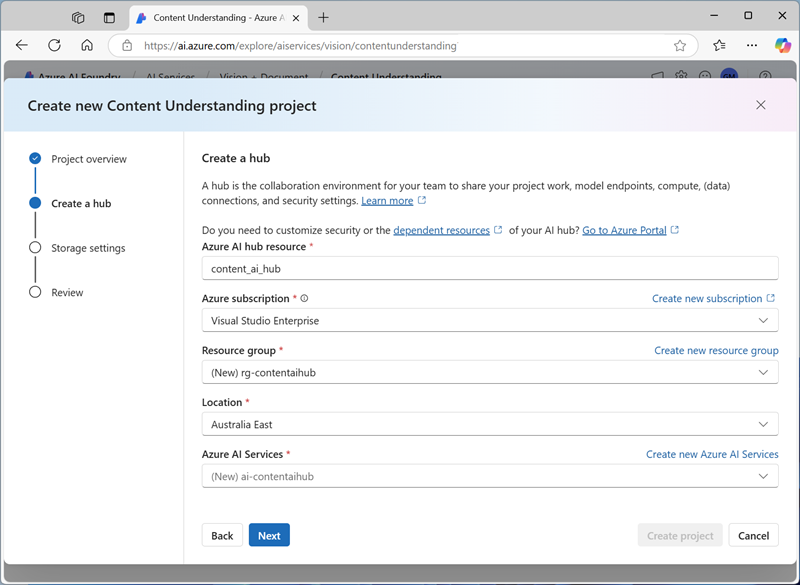 Content Understanding - Azure A
https://ai.azure.com/explore/aiservices/vision/contentunderstanding
Azure AI Foundry / AI Services / Vision + Document / Content Understanding
Create new Content Understanding project
Project overview
Create a hub
Storage settings
Review
Create a hub
A hub is the collaboration environment for your team to share your project work, model endpoints, compute, (data)
connections, and security settings. Learn more
Do you need to customize security or the dependent resources of your AI hub? Go to Azure Portal
Azure AI hub resource *
content_ai_hub
Azure subscription * Create new subscription
Visual Studio Enterprise
Resource group * Create new resource group
(New) rg-contentaihub
Location *
Australia East
Azure AI Services * Create new Azure AI Services
(New) ai-contentaihub
Back Next Create project Cancel